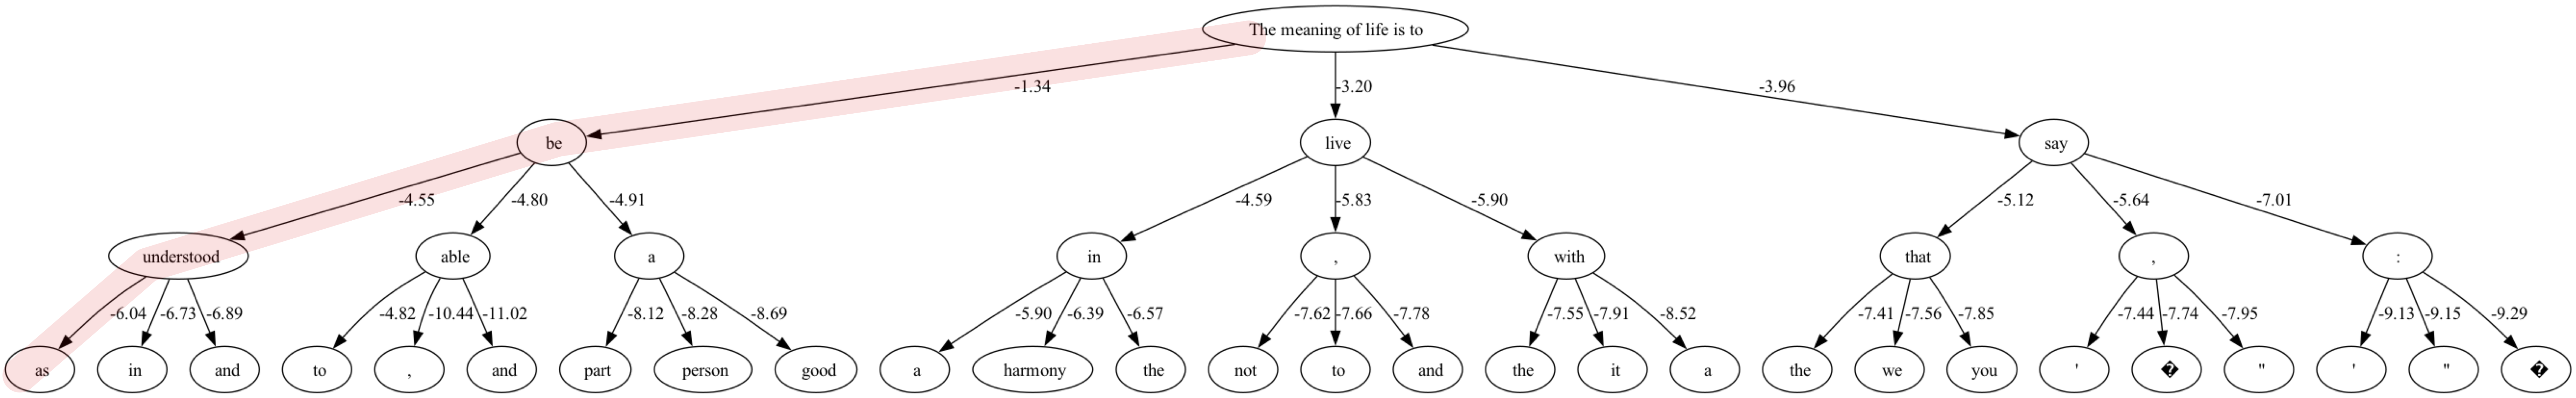 The meaning of life is to
-1.34 -3.20 -3.96
be live say
-4.55 -4.80 -4.91 -4.59 -5.83 -5.90 -5.12 -5.64 -7.01
understood able a in , with that , :
-6.04 -6.73 -6.89 -4.82 -10.44 -11.02 -8.12 -8.28 -8.69 -5.90 -6.39 -6.57 -7.62 -7.66 -7.78 -7.55 -7.91 -8.52 -7.41 -7.56 -7.85 -7.44 -7.74 -7.95 -9.13 -9.15 -9.29
as in and to , and part person good a harmony the not to and the it a the we you ' � " ' " �